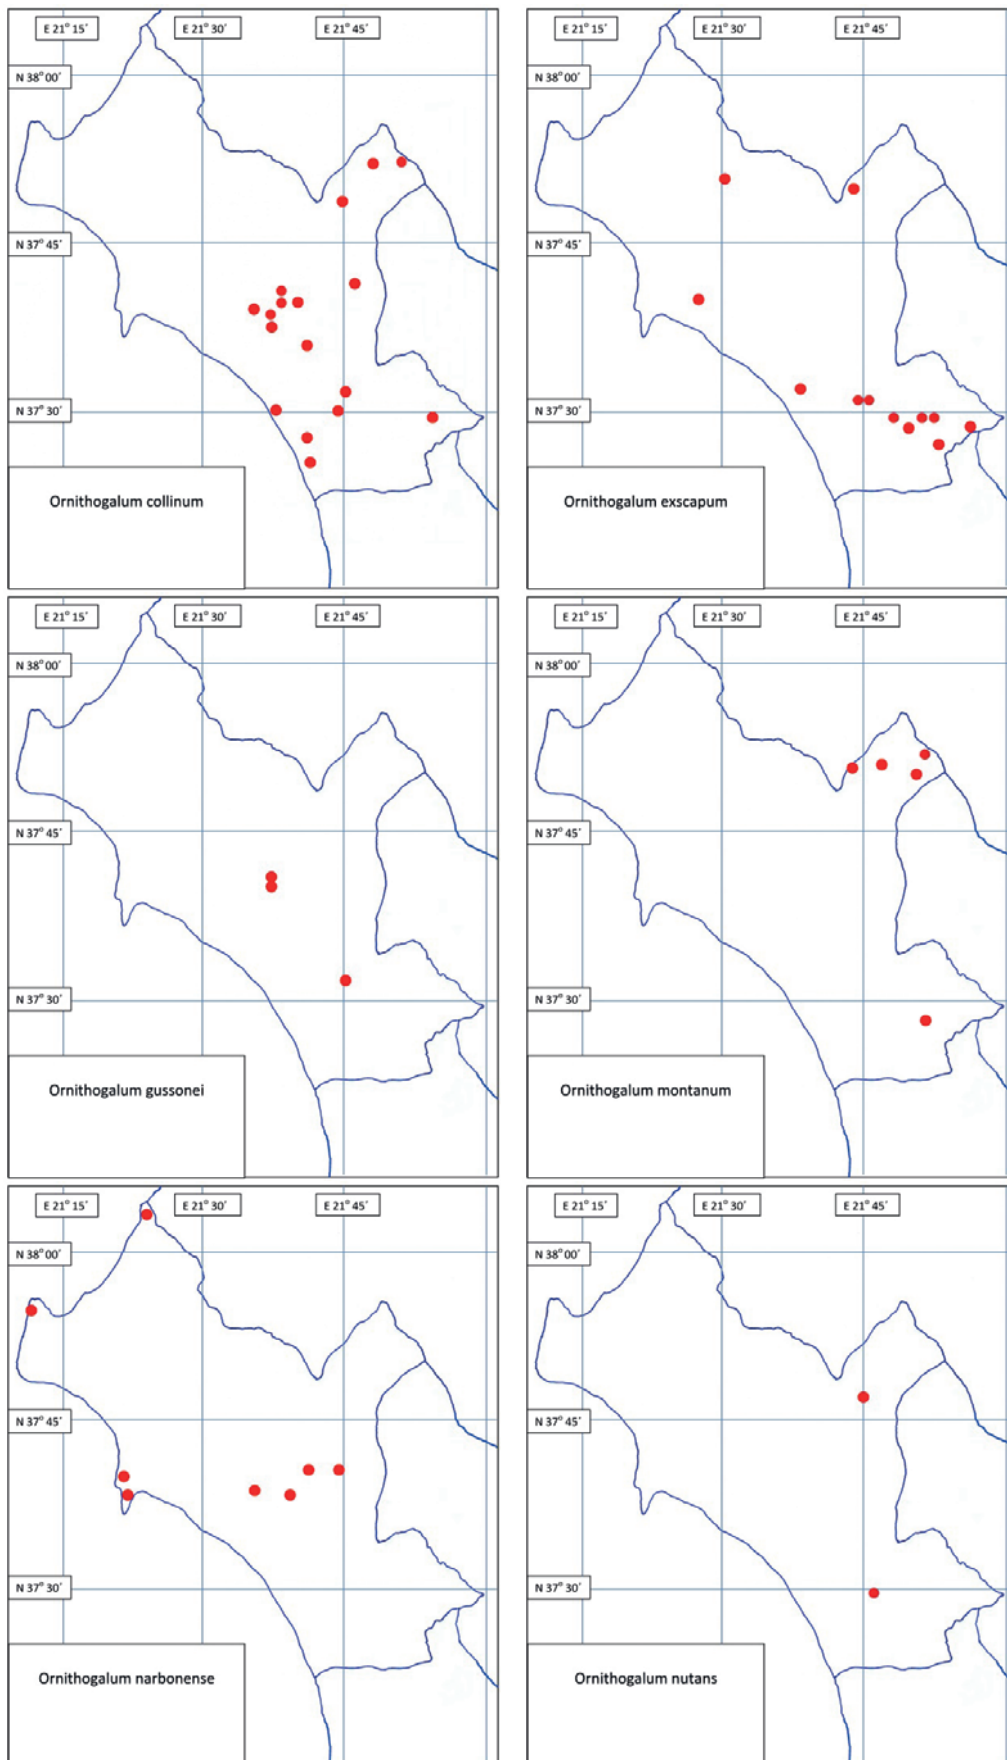 E 21° 15′ E 21° 30′ E 21° 45′
N 38° 00′
N 37° 45′
N 37° 30′
Ornithogalum collinum
E 21° 15′ E 21° 30′ E 21° 45′
N 38° 00′
N 37° 45′
N 37° 30′
Ornithogalum exscapum
E 21° 15′ E 21° 30′ E 21° 45′
N 38° 00′
N 37° 45′
N 37° 30′
Ornithogalum gussonei
E 21° 15′ E 21° 30′ E 21° 45′
N 38° 00′
N 37° 45′
N 37° 30′
Ornithogalum montanum
E 21° 15′ E 21° 30′ E 21° 45′
N 38° 00′
N 37° 45′
N 37° 30′
Ornithogalum narbonense
E 21° 15′ E 21° 30′ E 21° 45′
N 38° 00′
N 37° 45′
N 37° 30′
Ornithogalum nutans